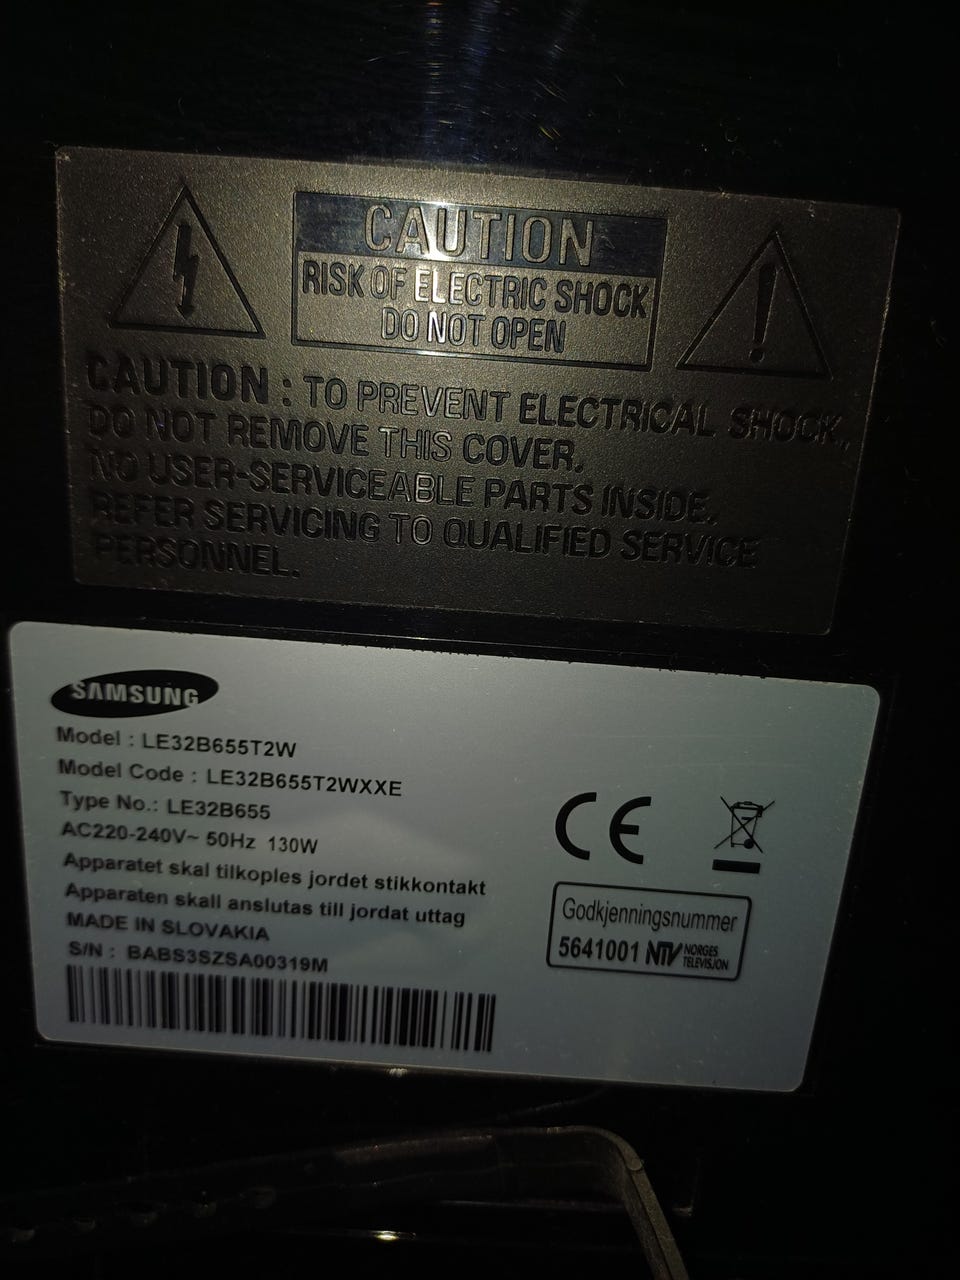 CAUTION
RISK OF ELECTRIC SHOCK
DO NOT OPEN
CAUTION : TO PREVENT ELECTRICAL SHOCK,
DO NOT REMOVE THIS COVER.
NO USER-SERVICEABLE PARTS INSIDE.
REFER SERVICING TO QUALIFIED SERVICE
PERSONNEL.
SAMSUNG
Model : LE32B655T2W
Model Code : LE32B655T2WXXE
Type No.: LE32B655
AC220-240V~ 50Hz 130W
Apparatet skal tilkoples jordet stikkontakt
Apparaten skall anslutas till jordat uttag
MADE IN SLOVAKIA
S/N : BABS3SZSA00319M
CE
Godkjenningsnummer
5641001 NTV NORGES
TELEVISJON